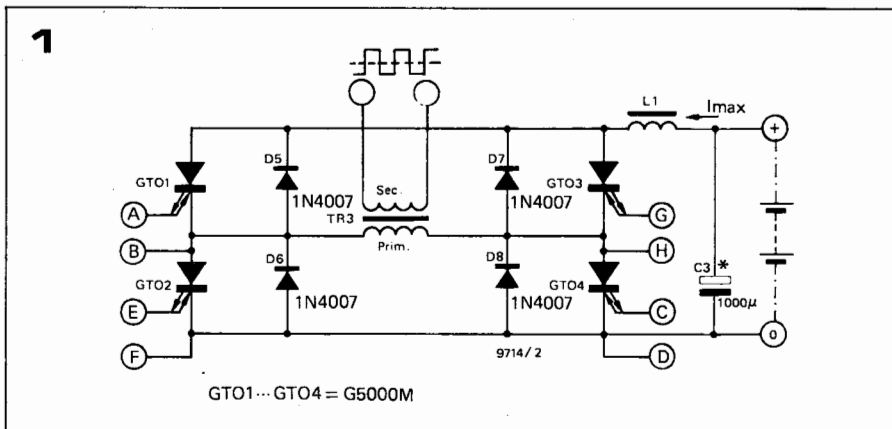 1
L1
Imax
+
D5
D7
GTO1
1N4007
Sec.
1N4007
GTO3
A
TR3
G
B
Prim.
H
D6
D8
C3 *
GTO2
GTO4
E
1N4007
1N4007
C
1000µ
F
9714/2
D
o
GTO1···GTO4 = G5000M